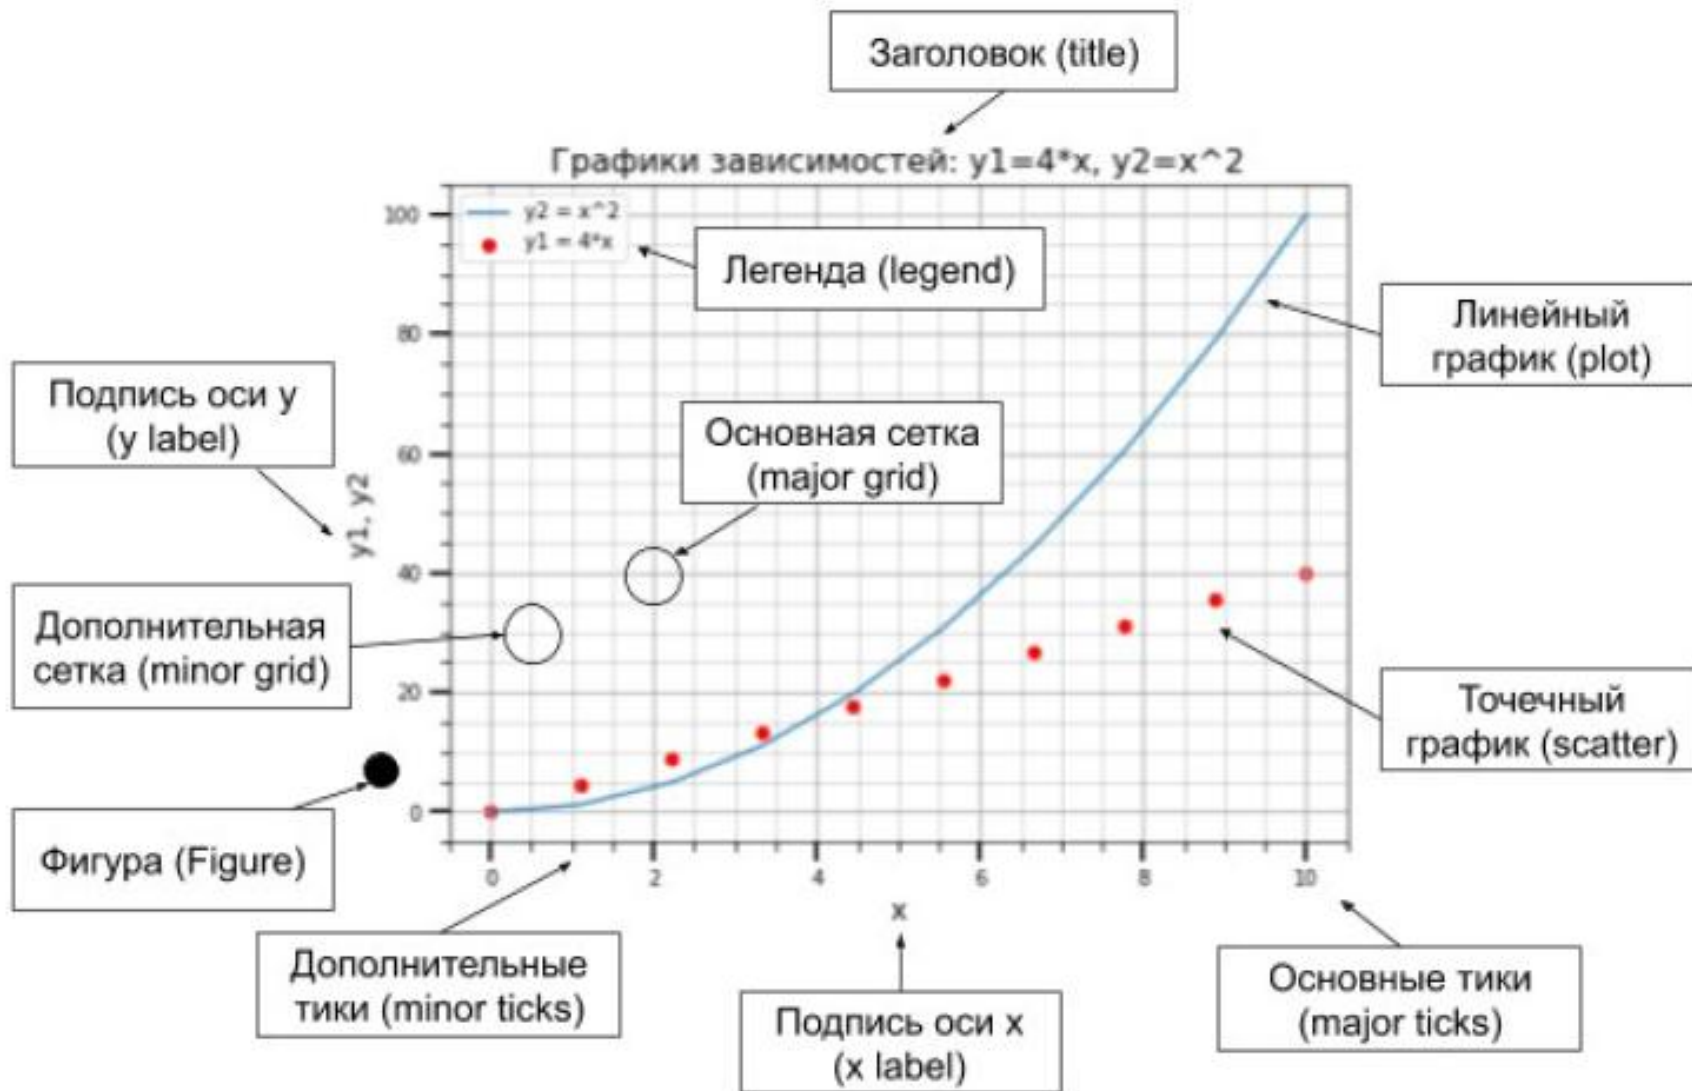 Заголовок (title)
Графики зависимостей: y1=4*x, y2=x^2
y2 = x^2
y1 = 4*x
Легенда (legend)
Линейный
график (plot)
Подпись оси y
(y label)
Основная сетка
(major grid)
y1, y2
Дополнительная
сетка (minor grid)
Точечный
график (scatter)
Фигура (Figure)
100
80
60
40
20
0
0 2 4 6 8 10
x
Дополнительные
тики (minor ticks)
Подпись оси x
(x label)
Основные тики
(major ticks)